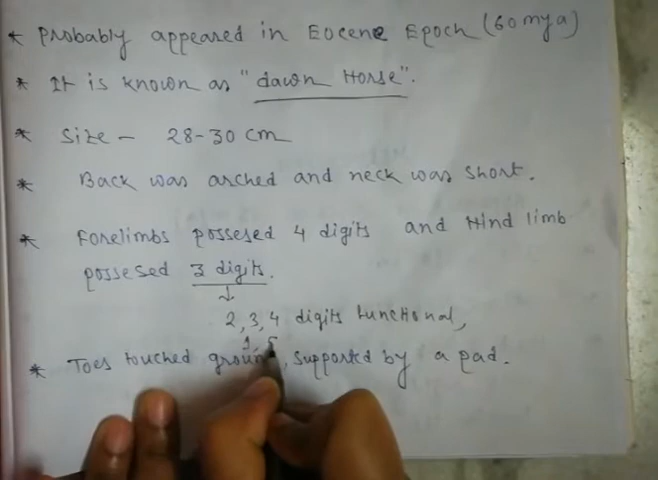 * Probably appeared in Eocene Epoch (60 mya)
* It is known as "dawn Horse".
* Size - 28-30 cm
* Back was arched and neck was short.
* Forelimbs possesed 4 digits and Hind limb
possesed 3 digits.
↓
2, 3, 4 digits functional,
1, 5
* Toes touched ground, supported by a pad.